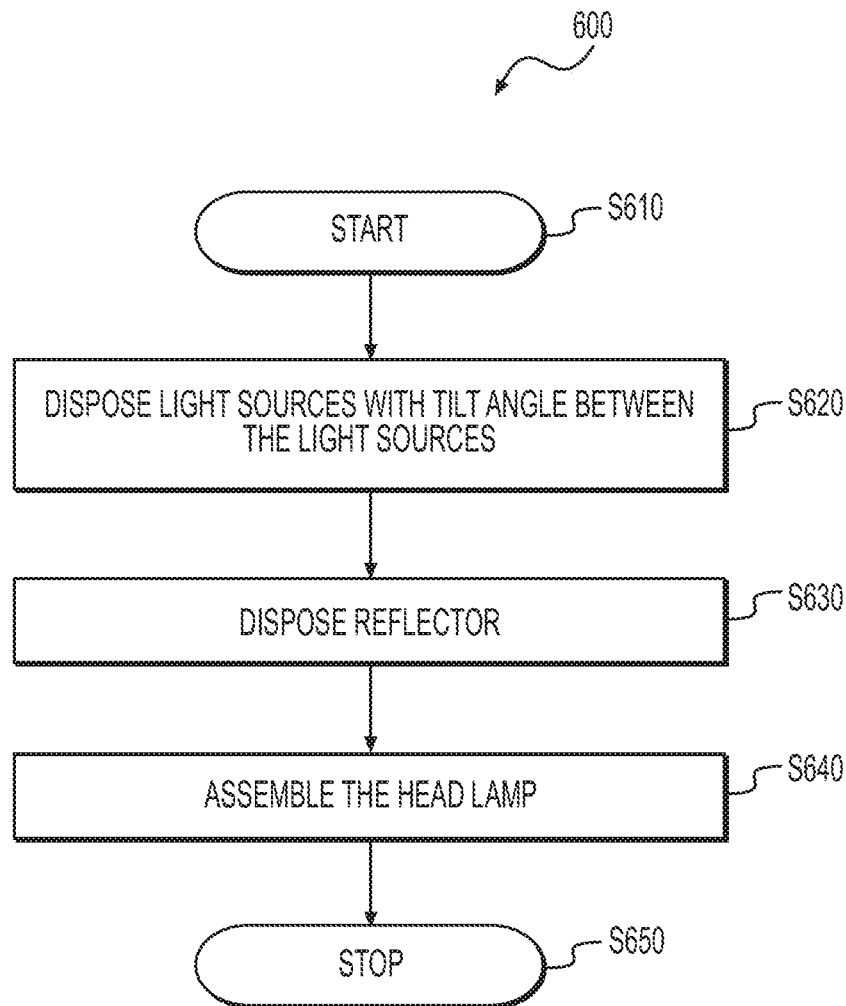 600
START
S610
DISPOSE LIGHT SOURCES WITH TILT ANGLE BETWEEN
THE LIGHT SOURCES
S620
DISPOSE REFLECTOR
S630
ASSEMBLE THE HEAD LAMP
S640
STOP
S650